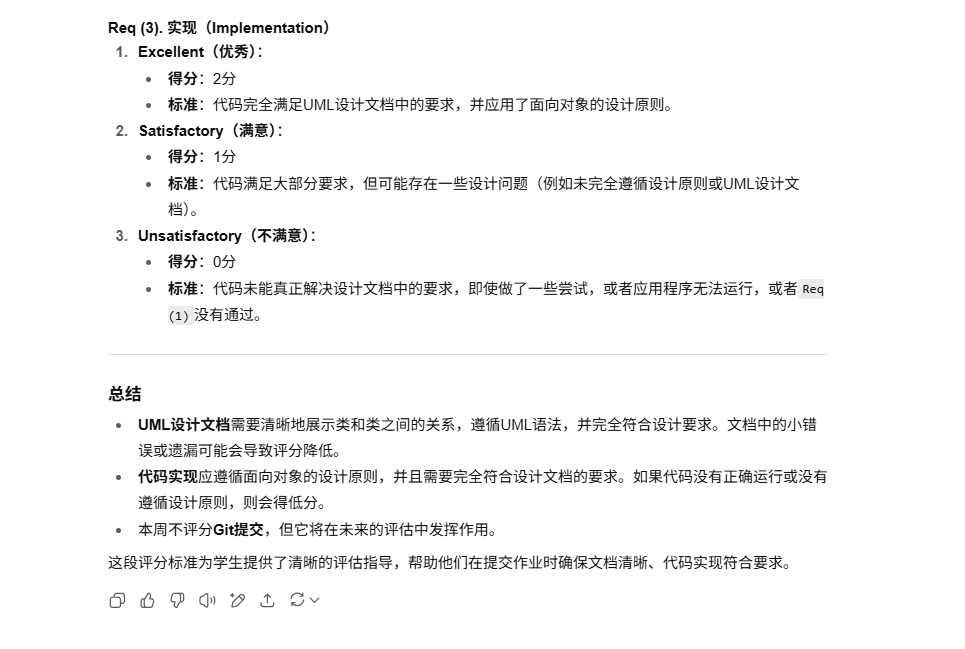 Req (3). 实现（Implementation）
1. Excellent（优秀）：
• 得分：2分
• 标准：代码完全满足UML设计文档中的要求，并应用了面向对象的设计原则。
2. Satisfactory（满意）：
• 得分：1分
• 标准：代码满足大部分要求，但可能存在一些设计问题（例如未完全遵循设计原则或UML设计文
档）。
3. Unsatisfactory（不满意）：
• 得分：0分
• 标准：代码未能真正解决设计文档中的要求，即使做了一些尝试，或者应用程序无法运行，或者 Req
(1) 没有通过。
总结
• UML设计文档需要清晰地展示类和类之间的关系，遵循UML语法，并完全符合设计要求。文档中的小错
误或遗漏可能会导致评分降低。
• 代码实现应遵循面向对象的设计原则，并且需要完全符合设计文档的要求。如果代码没有正确运行或没有
遵循设计原则，则会得低分。
• 本周不评分Git提交，但它将在未来的评估中发挥作用。
这段评分标准为学生提供了清晰的评估指导，帮助他们在提交作业时确保文档清晰、代码实现符合要求。